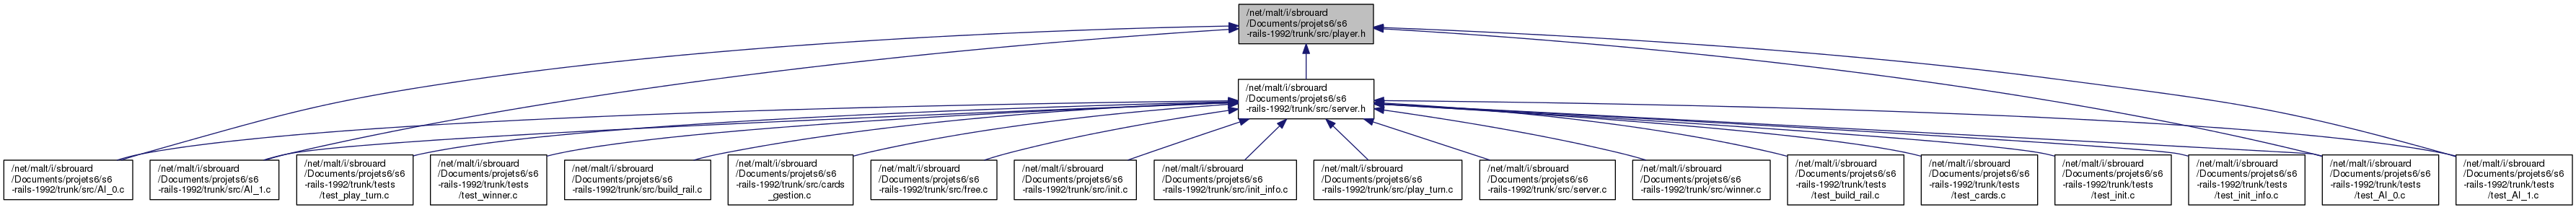 /net/malt/i/sbrouard
/Documents/projets6/s6
-rails-1992/trunk/src/player.h
/net/malt/i/sbrouard
/Documents/projets6/s6
-rails-1992/trunk/src/server.h
/net/malt/i/sbrouard
/Documents/projets6/s6
-rails-1992/trunk/src/AI_0.c
/net/malt/i/sbrouard
/Documents/projets6/s6
-rails-1992/trunk/src/AI_1.c
/net/malt/i/sbrouard
/Documents/projets6/s6
-rails-1992/trunk/tests
/test_play_turn.c
/net/malt/i/sbrouard
/Documents/projets6/s6
-rails-1992/trunk/tests
/test_winner.c
/net/malt/i/sbrouard
/Documents/projets6/s6
-rails-1992/trunk/src/build_rail.c
/net/malt/i/sbrouard
/Documents/projets6/s6
-rails-1992/trunk/src/cards
_gestion.c
/net/malt/i/sbrouard
/Documents/projets6/s6
-rails-1992/trunk/src/free.c
/net/malt/i/sbrouard
/Documents/projets6/s6
-rails-1992/trunk/src/init.c
/net/malt/i/sbrouard
/Documents/projets6/s6
-rails-1992/trunk/src/init_info.c
/net/malt/i/sbrouard
/Documents/projets6/s6
-rails-1992/trunk/src/play_turn.c
/net/malt/i/sbrouard
/Documents/projets6/s6
-rails-1992/trunk/src/server.c
/net/malt/i/sbrouard
/Documents/projets6/s6
-rails-1992/trunk/src/winner.c
/net/malt/i/sbrouard
/Documents/projets6/s6
-rails-1992/trunk/tests
/test_build_rail.c
/net/malt/i/sbrouard
/Documents/projets6/s6
-rails-1992/trunk/tests
/test_cards.c
/net/malt/i/sbrouard
/Documents/projets6/s6
-rails-1992/trunk/tests
/test_init.c
/net/malt/i/sbrouard
/Documents/projets6/s6
-rails-1992/trunk/tests
/test_init_info.c
/net/malt/i/sbrouard
/Documents/projets6/s6
-rails-1992/trunk/tests
/test_AI_0.c
/net/malt/i/sbrouard
/Documents/projets6/s6
-rails-1992/trunk/tests
/test_AI_1.c